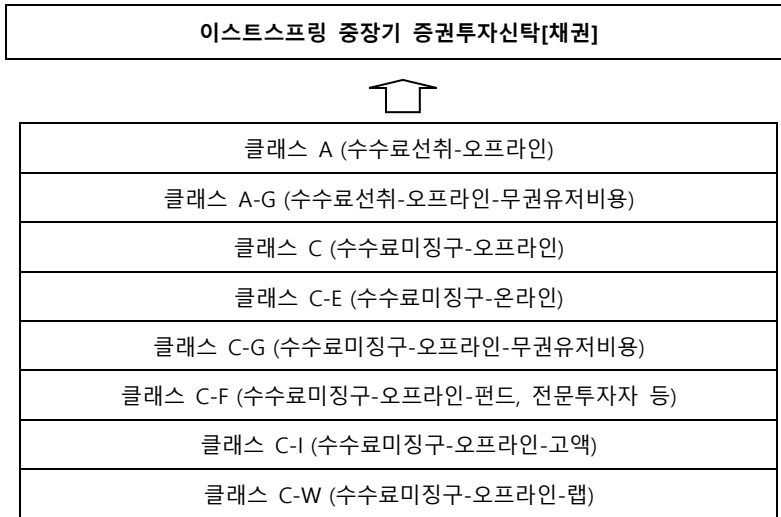 이스트스프링 중장기 증권투자신탁[채권]
클래스 A (수수료선취-오프라인)
클래스 A-G (수수료선취-오프라인-무권유저비용)
클래스 C (수수료미징구-오프라인)
클래스 C-E (수수료미징구-온라인)
클래스 C-G (수수료미징구-오프라인-무권유저비용)
클래스 C-F (수수료미징구-오프라인-펀드, 전문투자자 등)
클래스 C-I (수수료미징구-오프라인-고액)
클래스 C-W (수수료미징구-오프라인-랩)